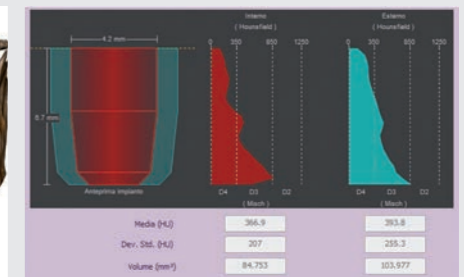 Interno
( Hounsfield )
0 350 850 1250
Esterno
( Hounsfield )
0 350 850 1250
4.2 mm
8.7 mm
Anteprima Impianto
D4 D3 D2
( Misch )
D4 D3 D2
( Misch )
Media (HU) 366.9 393.8
Dev. Std. (HU) 207 255.3
Volume (mm³) 84,753 103,977